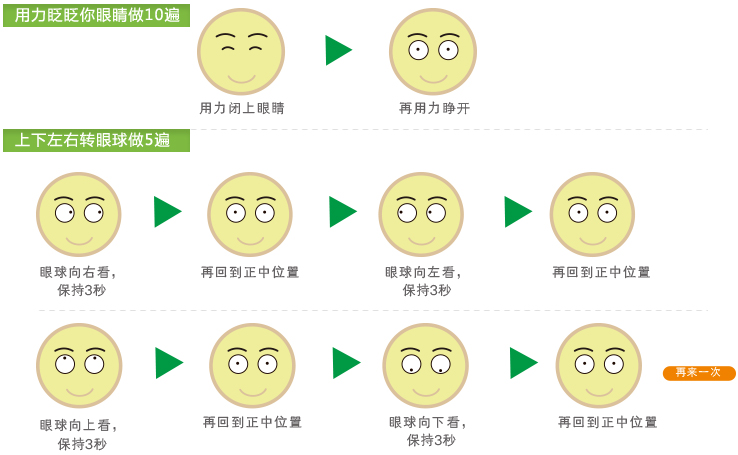 用力眨眨你眼睛做10遍
用力闭上眼睛
再用力睁开
上下左右转眼球做5遍
眼球向右看，
保持3秒
再回到正中位置
眼球向左看，
保持3秒
再回到正中位置
眼球向上看，
保持3秒
再回到正中位置
眼球向下看，
保持3秒
再回到正中位置
再来一次